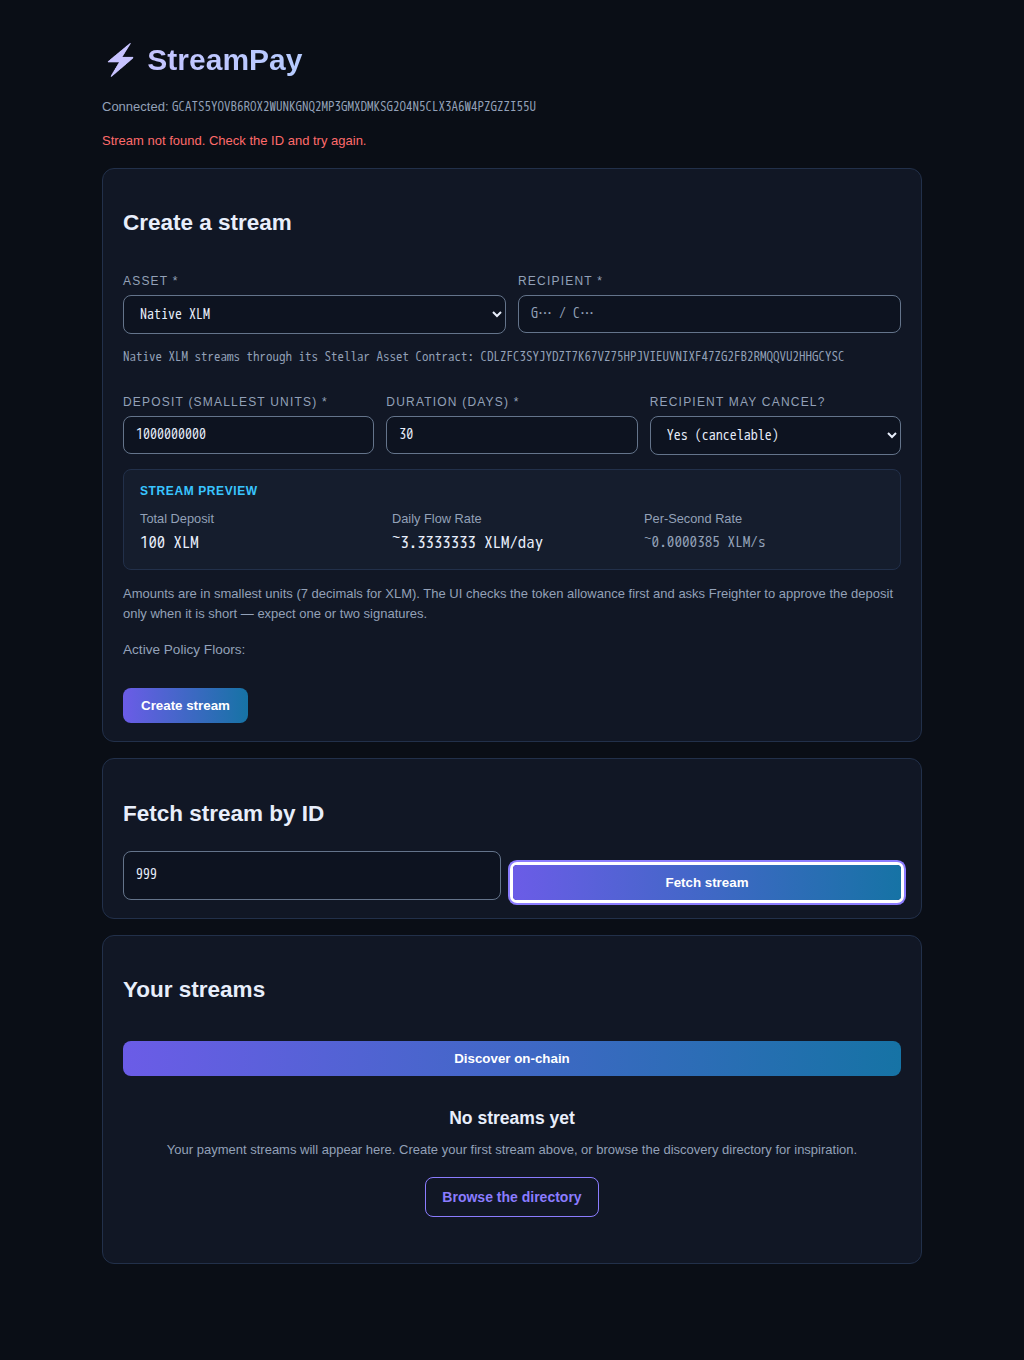 ⚡ StreamPay
Connected: GCATS5YOVB6ROX2WUNKGNQ2MP3GMXDMKSG2O4N5CLX3A6W4PZGZZI55U
Stream not found. Check the ID and try again.
Create a stream
ASSET * RECIPIENT *
Native XLM G… / C…
Native XLM streams through its Stellar Asset Contract: CDLZFC3SYJYDZT7K67VZ75HPJVIEUVNIXF47ZG2FB2RMQQVU2HHGCYSC
DEPOSIT (SMALLEST UNITS) * DURATION (DAYS) * RECIPIENT MAY CANCEL?
1000000000 30 Yes (cancelable)
STREAM PREVIEW
Total Deposit Daily Flow Rate Per-Second Rate
100 XLM ~3.3333333 XLM/day ~0.0000385 XLM/s
Amounts are in smallest units (7 decimals for XLM). The UI checks the token allowance first and asks Freighter to approve the deposit
only when it is short — expect one or two signatures.
Active Policy Floors:
Create stream
Fetch stream by ID
999 Fetch stream
Your streams
Discover on-chain
No streams yet
Your payment streams will appear here. Create your first stream above, or browse the discovery directory for inspiration.
Browse the directory